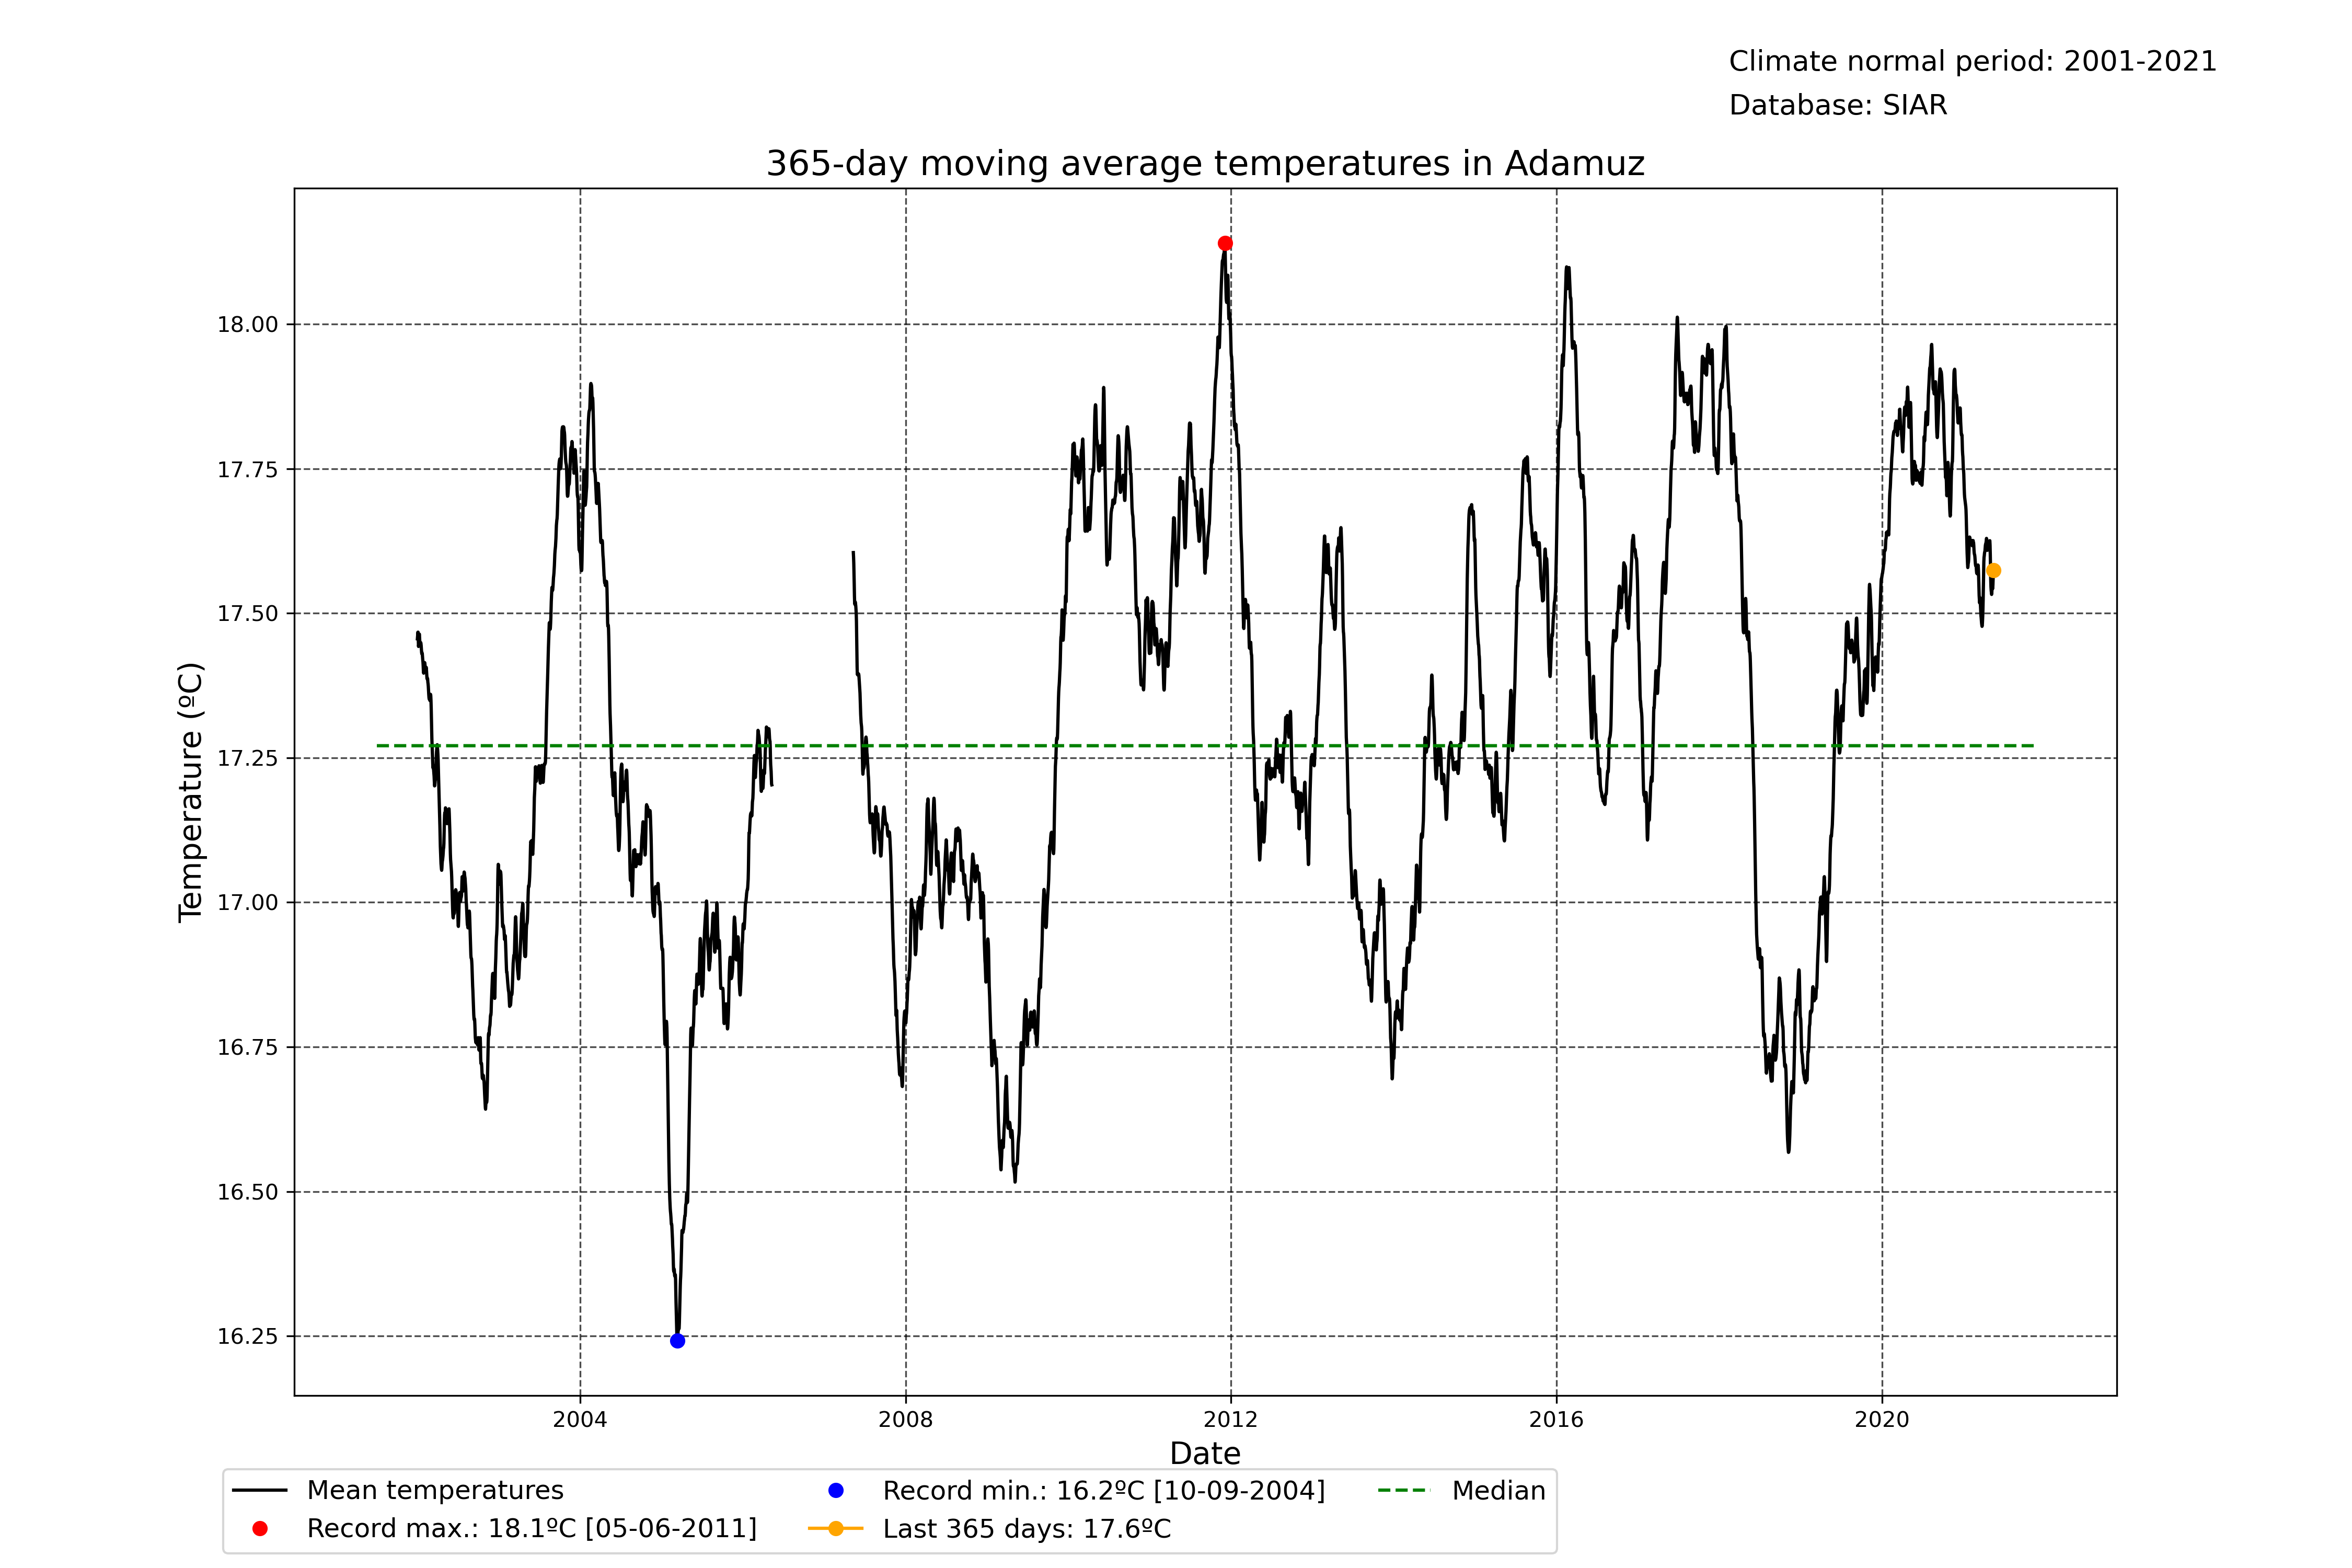 Climate normal period: 2001-2021
Database: SIAR
365-day moving average temperatures in Adamuz
18.00
17.75
17.50
17.25
17.00
16.75
16.50
16.25
Temperature (ºC)
2004 2008 2012 2016 2020
Date
Mean temperatures
Record max.: 18.1ºC [05-06-2011]
Record min.: 16.2ºC [10-09-2004]
Last 365 days: 17.6ºC
Median